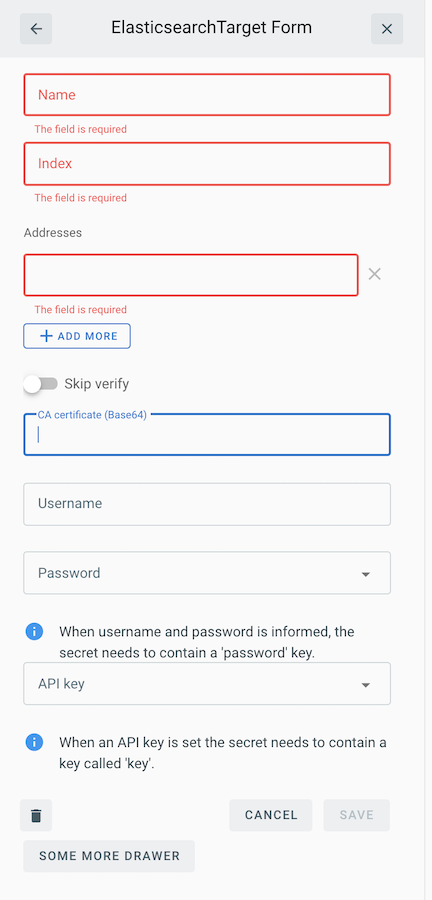 ElasticsearchTarget Form
Name
The field is required
Index
The field is required
Addresses
The field is required
ADD MORE
Skip verify
CA certificate (Base64)
Username
Password
When username and password is informed, the
secret needs to contain a 'password' key.
API key
When an API key is set the secret needs to contain a
key called 'key'.
CANCEL
SAVE
SOME MORE DRAWER